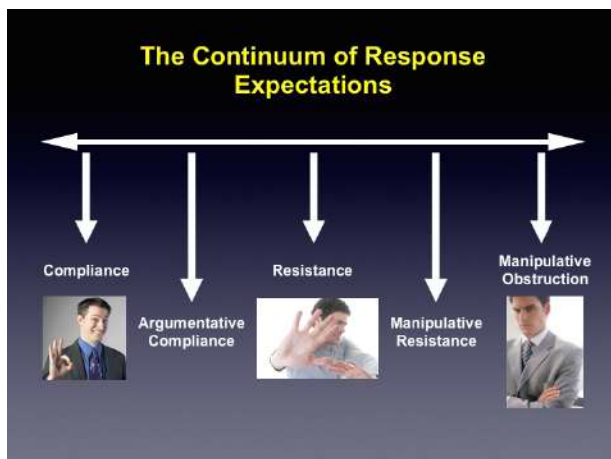 The Continuum of Response
Expectations
Compliance
Argumentative
Compliance
Resistance
Manipulative
Resistance
Manipulative
Obstruction